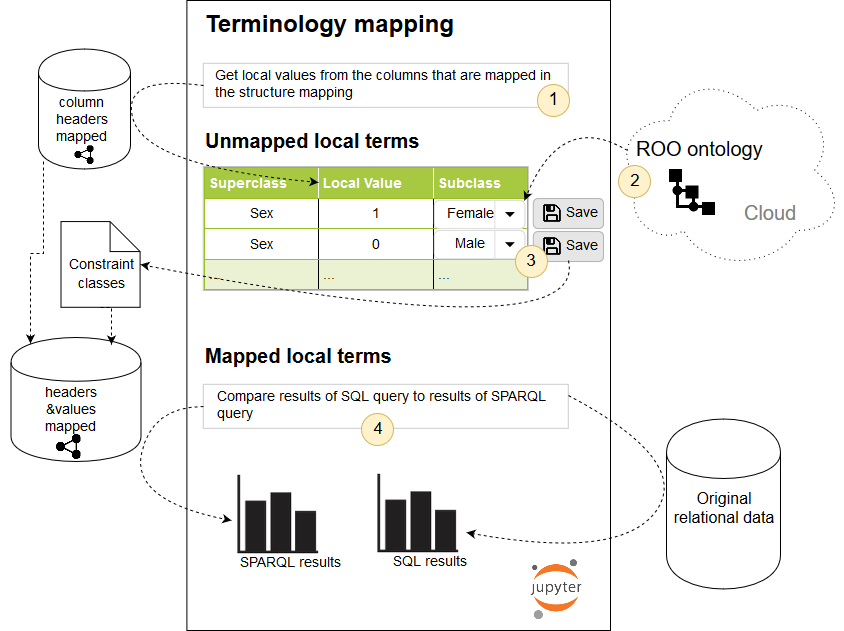 Terminology mapping
Get local values from the columns that are mapped in
the structure mapping
1
column
headers
mapped
Unmapped local terms
ROO ontology
2
Cloud
Superclass
Local Value
Subclass
Sex
1
Female
Save
Sex
0
Male
Save
3
...
...
...
Constraint
classes
Mapped local terms
Compare results of SQL query to results of SPARQL
query
4
headers
&values
mapped
Original
relational data
SPARQL results
SQL results
jupyter